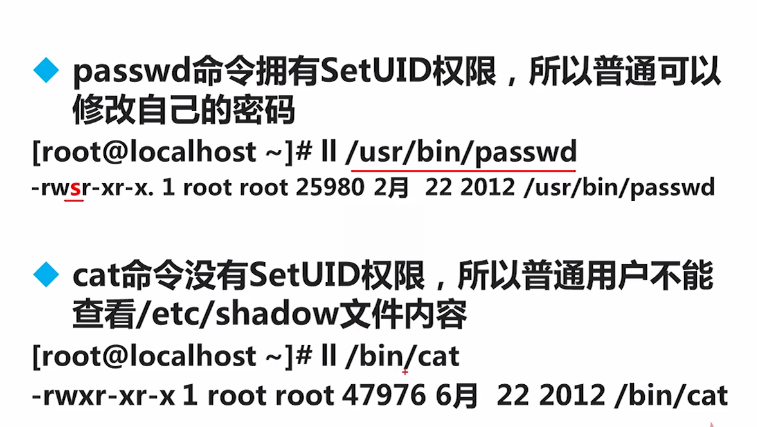 passwd命令拥有SetUID权限，所以普通可以
修改自己的密码
[root@localhost ~]# ll /usr/bin/passwd
-rwsr-xr-x. 1 root root 25980 2月 22 2012 /usr/bin/passwd
cat命令没有SetUID权限，所以普通用户不能
查看/etc/shadow文件内容
[root@localhost ~]# ll /bin/cat
-rwxr-xr-x 1 root root 47976 6月 22 2012 /bin/cat